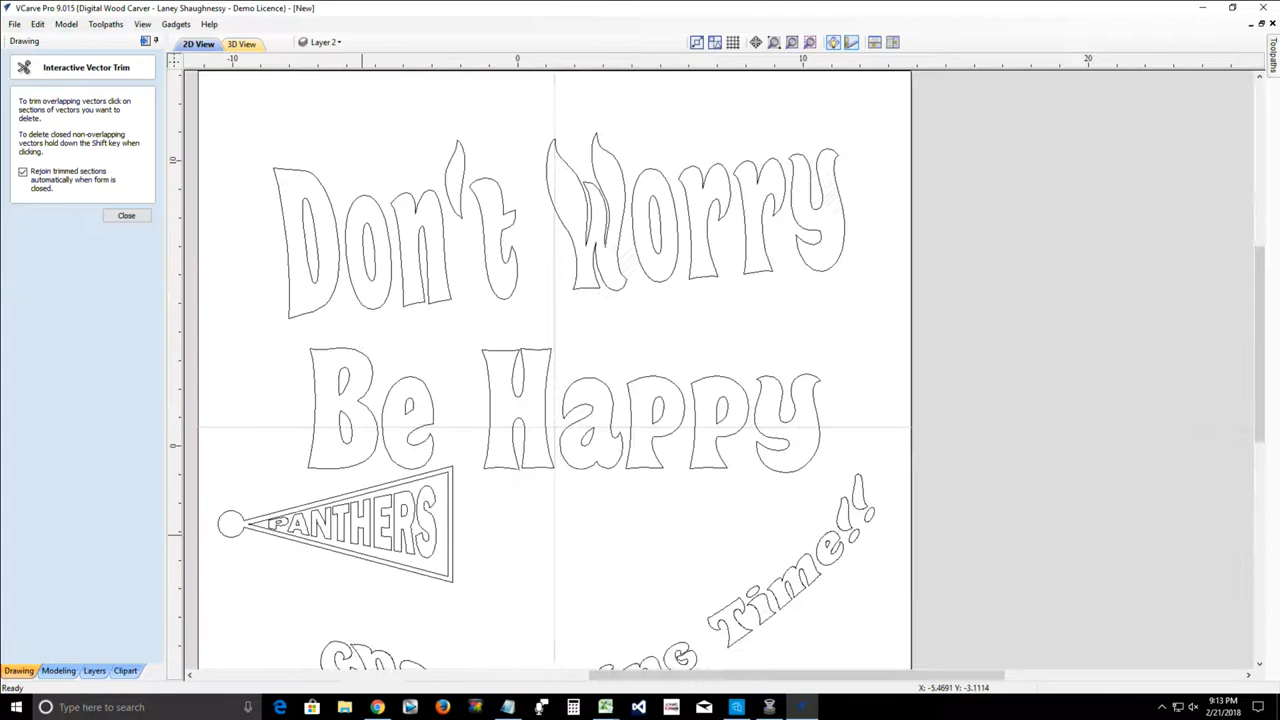 VCarve Pro 9.015 {Digital Wood Carver - Laney Shaughnessy - Demo Licence} - [New]
File Edit Model Toolpaths View Gadgets Help
Drawing
2D View 3D View Layer 2
Toolpaths
Interactive Vector Trim
-10 0 10 20
To trim overlapping vectors click on
sections of vectors you want to
delete.
To delete closed non-overlapping
vectors hold down the Shift key when
clicking.
Rejoin trimmed sections
automatically when form is
closed.
Close
10
0
Don't Worry
Be Happy
PANTHERS
Time!!
Drawing Modeling Layers Clipart
Ready
X: -5.4691 Y: -3.1114
Type here to search
9:13 PM
2/21/2018